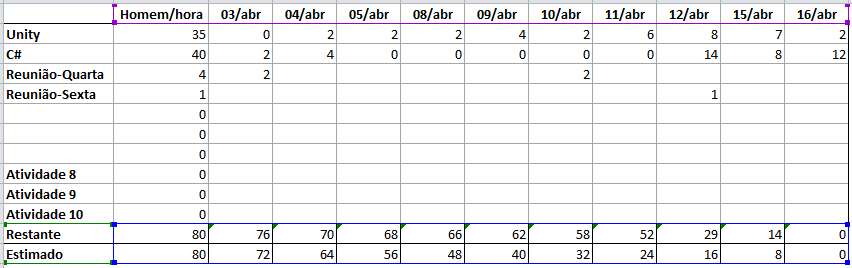 Homem/hora 03/abr 04/abr 05/abr 08/abr 09/abr 10/abr 11/abr 12/abr 15/abr 16/abr
Unity 35 0 2 2 2 4 2 6 8 7 2
C# 40 2 4 0 0 0 0 0 14 8 12
Reunião-Quarta 4 2 2
Reunião-Sexta 1 1
0
0
0
Atividade 8 0
Atividade 9 0
Atividade 10 0
Restante 80 76 70 68 66 62 58 52 29 14 0
Estimado 80 72 64 56 48 40 32 24 16 8 0